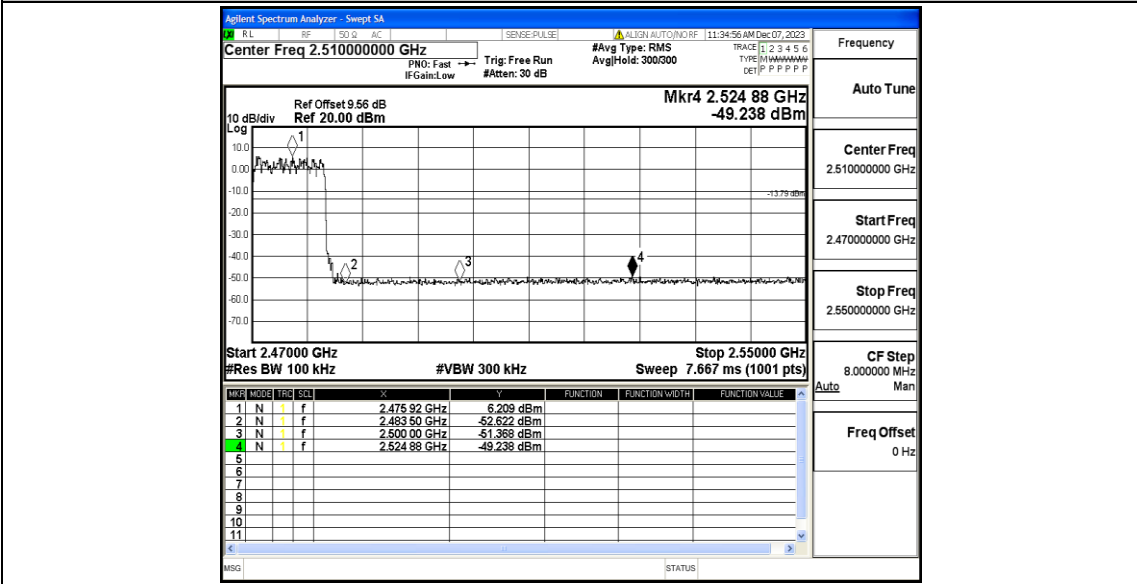 Agilent Spectrum Analyzer - Swept SA
RL RF 50 Ω AC SENSE:PULSE ALIGN AUTO/NO RF 11:34:56 AM Dec 07, 2023
Center Freq 2.510000000 GHz
PNO: Fast
IFGain:Low
Trig: Free Run
#Atten: 30 dB
#Avg Type: RMS
Avg|Hold: 300/300
TRACE 1 2 3 4 5 6
TYPE M
DET P P P P P P
Mkr4 2.524 88 GHz
-49.238 dBm
Ref Offset 9.56 dB
10 dB/div Ref 20.00 dBm
Log
10.0
0.00
-10.0
-20.0
-30.0
-40.0
-50.0
-60.0
-70.0
1
2
3
4
-13.79 dBm
Start 2.47000 GHz Stop 2.55000 GHz
#Res BW 100 kHz #VBW 300 kHz Sweep 7.667 ms (1001 pts)
MKR MODE TRC SCL X Y FUNCTION FUNCTION WIDTH FUNCTION VALUE
1 N 1 f 2.475 92 GHz 6.209 dBm
2 N 1 f 2.483 50 GHz -52.622 dBm
3 N 1 f 2.500 00 GHz -51.368 dBm
4 N 1 f 2.524 88 GHz -49.238 dBm
5
6
7
8
9
10
11
MSG STATUS
Frequency
Auto Tune
Center Freq
2.510000000 GHz
Start Freq
2.470000000 GHz
Stop Freq
2.550000000 GHz
CF Step
8.000000 MHz
Auto Man
Freq Offset
0 Hz